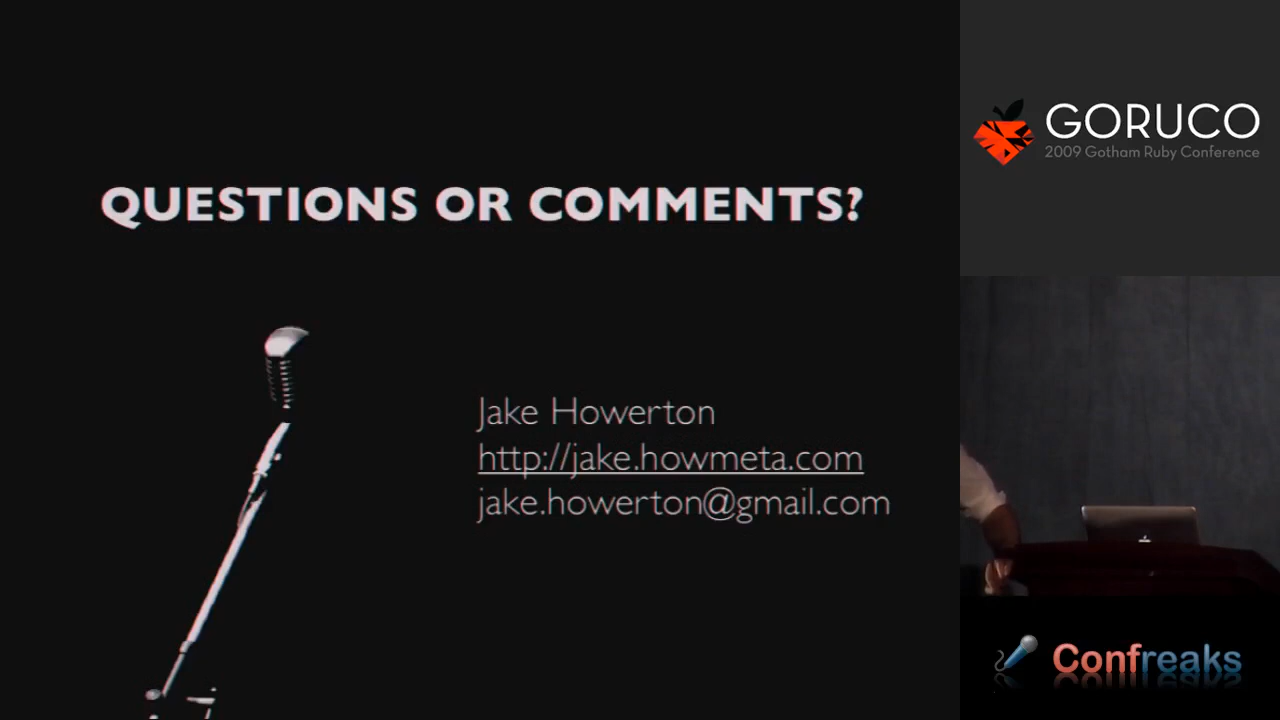 QUESTIONS OR COMMENTS?
Jake Howerton
http://jake.howmeta.com
jake.howerton@gmail.com
GORUCO
2009 Gotham Ruby Conference
Confreaks